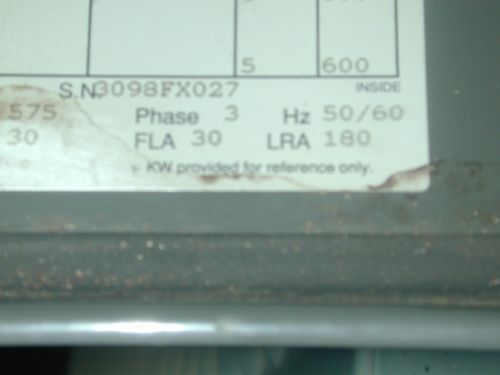 5 600
S.N. 3098FX027 INSIDE
575 Phase 3 Hz 50/60
30 FLA 30 LRA 180
KW provided for reference only.